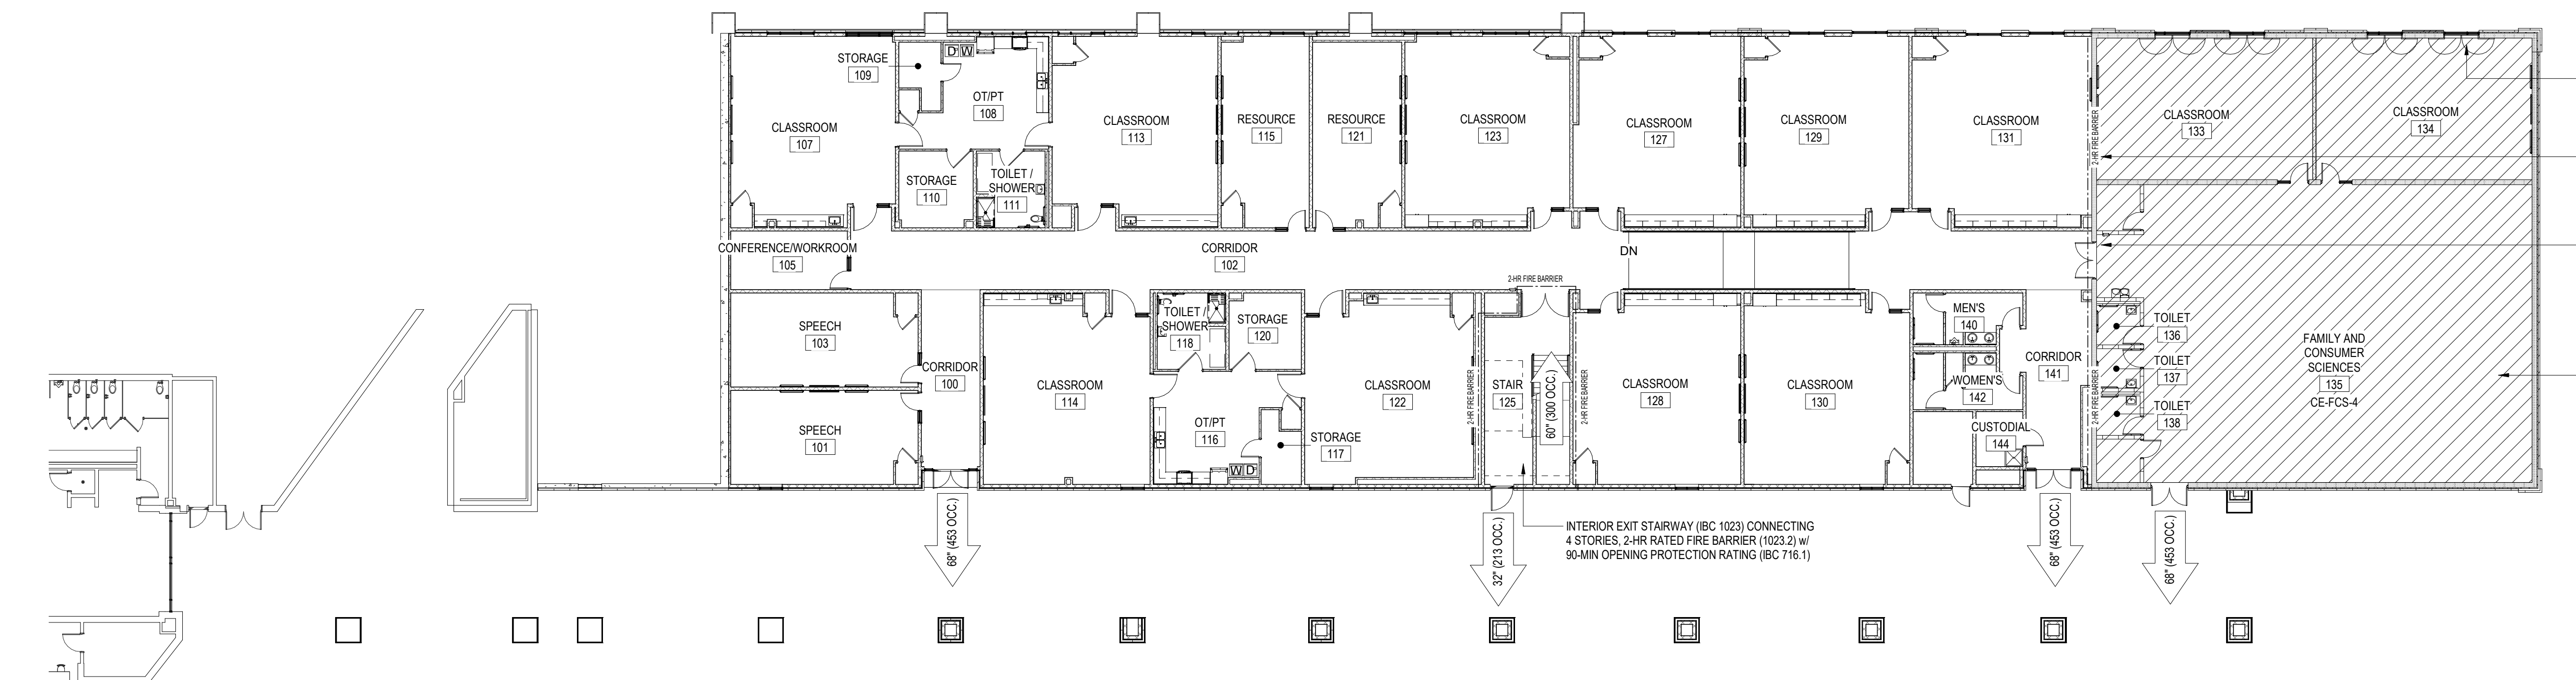 STORAGE
109
D W
OT/PT
108
CLASSROOM
107
STORAGE
110
TOILET /
SHOWER
111
CLASSROOM
113
RESOURCE
115
RESOURCE
121
CLASSROOM
123
CLASSROOM
127
CLASSROOM
129
CLASSROOM
131
2-HR FIRE BARRIER
CLASSROOM
133
CLASSROOM
134
CONFERENCE/WORKROOM
105
CORRIDOR
102
DN
2-HR FIRE BARRIER
SPEECH
103
SPEECH
101
CORRIDOR
100
CLASSROOM
114
TOILET /
SHOWER
118
STORAGE
120
OT/PT
116
W D
STORAGE
117
CLASSROOM
122
2-HR FIRE BARRIER
STAIR
125
60" (300 OCC.)
2-HR FIRE BARRIER
CLASSROOM
128
CLASSROOM
130
MEN'S
140
WOMEN'S
142
CUSTODIAL
144
CORRIDOR
141
2-HR FIRE BARRIER
TOILET
136
TOILET
137
TOILET
138
FAMILY AND
CONSUMER
SCIENCES
135
CE-FCS-4
68" (453 OCC.)
32" (213 OCC.)
INTERIOR EXIT STAIRWAY (IBC 1023) CONNECTING
4 STORIES, 2-HR RATED FIRE BARRIER (1023.2) w/
90-MIN OPENING PROTECTION RATING (IBC 716.1)
68" (453 OCC.)
68" (453 OCC.)